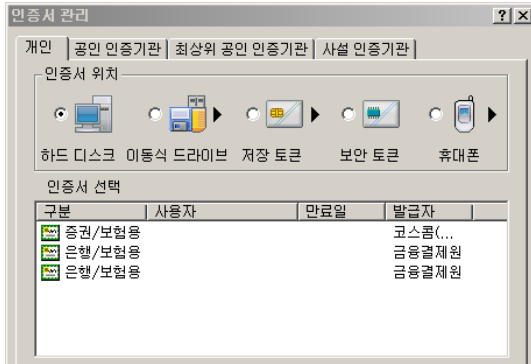 인증서 관리
개인 공인 인증기관 최상위 공인 인증기관 사설 인증기관
인증서 위치
하드 디스크 이동식 드라이브 저장 토큰 보안 토큰 휴대폰
인증서 선택
구분 사용자 만료일 발급자
증권/보험용 코스콤(...
은행/보험용 금융결제원
은행/보험용 금융결제원